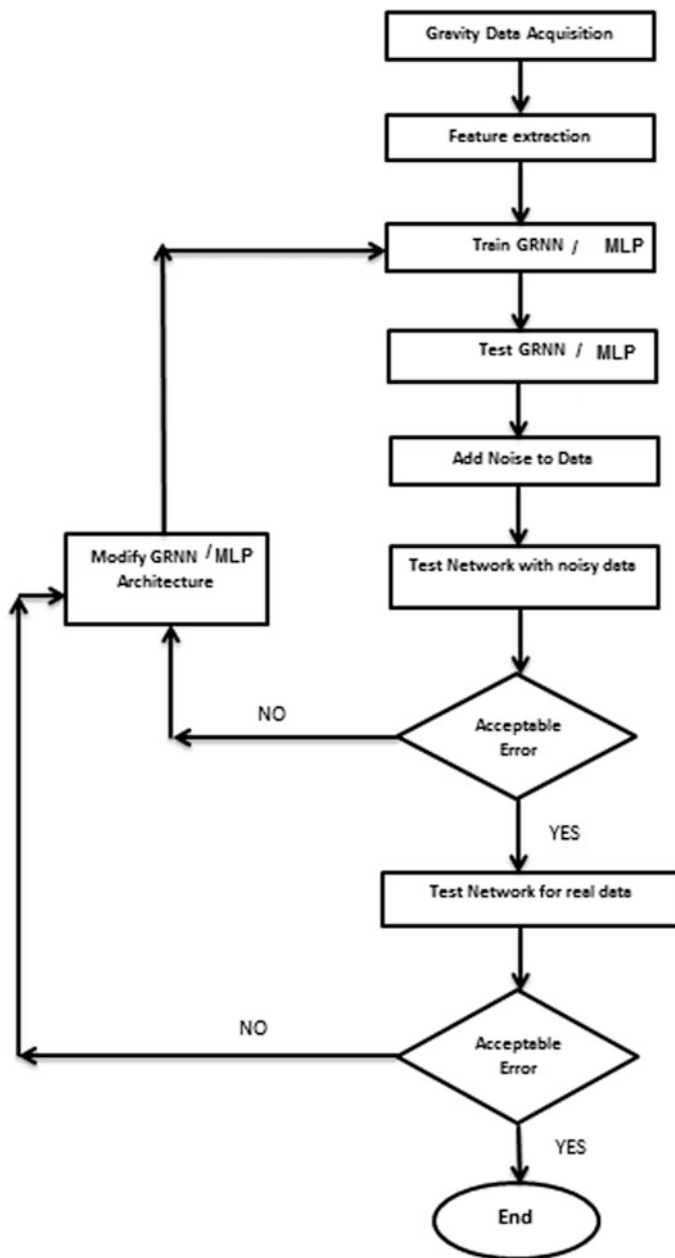 Gravity Data Acquisition
Feature extraction
Train GRNN / MLP
Test GRNN / MLP
Add Noise to Data
Modify GRNN / MLP
Architecture
Test Network with noisy data
Acceptable
Error
NO
YES
Test Network for real data
Acceptable
Error
NO
YES
End